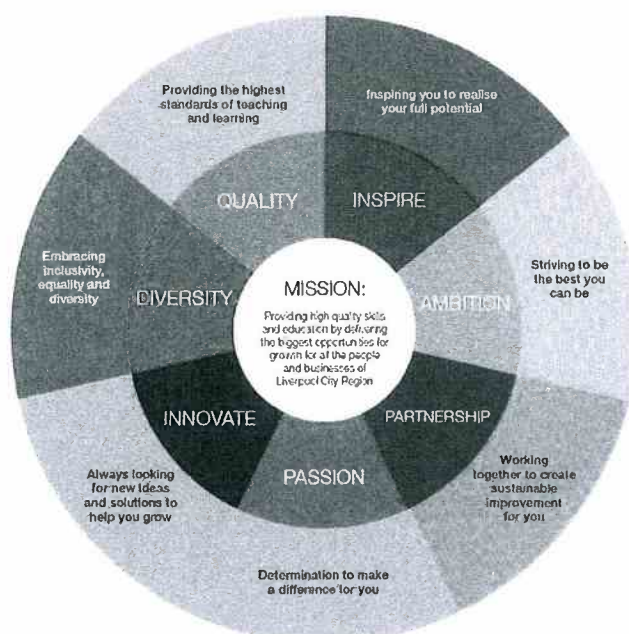 Providing the highest
standards of teaching
and learning
QUALITY
Inspiring you to realise
your full potential
INSPIRE
Striving to be
the best you
can be
AMBITION
Working
together to create
sustainable
improvement
for you
PARTNERSHIP
Determination to make
a difference for you
PASSION
Always looking
for new ideas
and solutions to
help you grow
INNOVATE
Embracing
inclusivity,
equality and
diversity
DIVERSITY
MISSION:
Providing high quality skills
and education by delivering
the biggest opportunities for
growth for all the people
and businesses of
Liverpool City Region